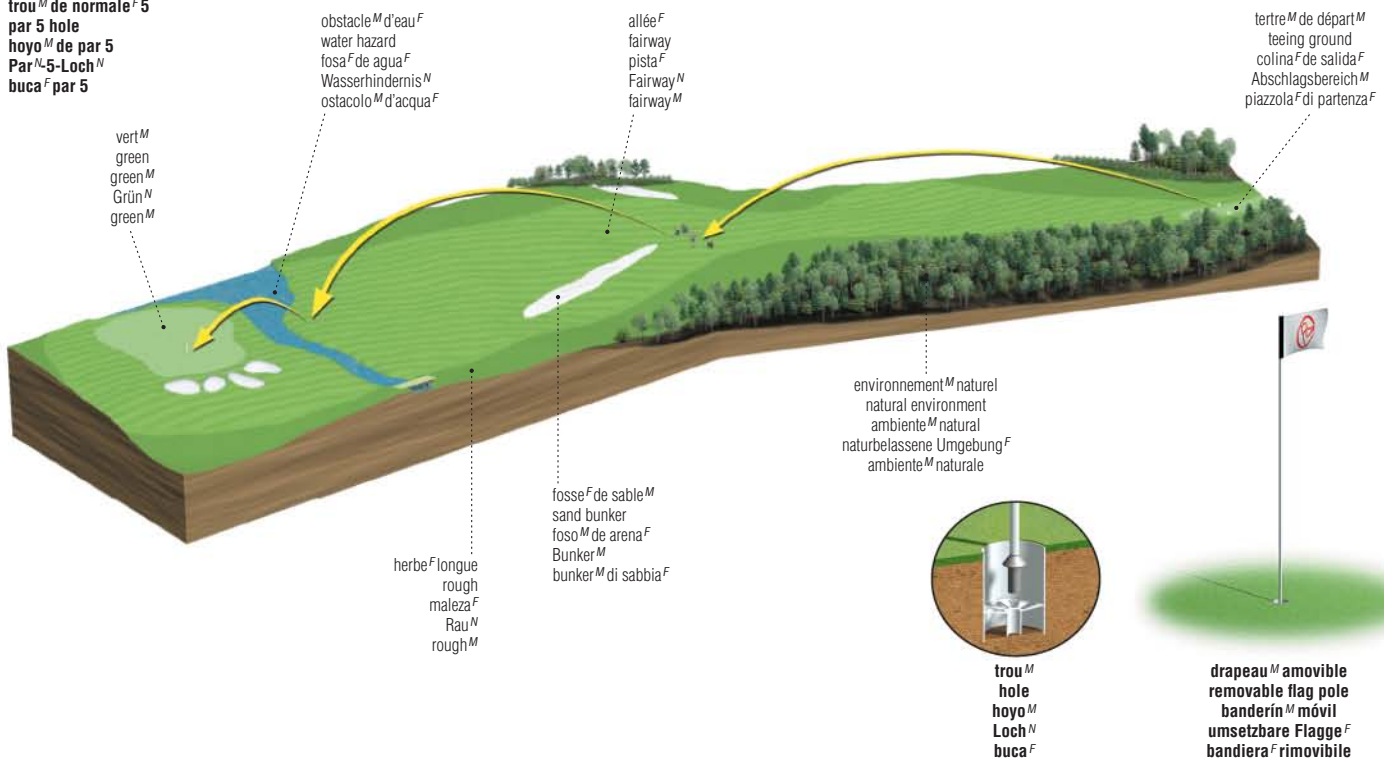 trou M de normale F 5
par 5 hole
hoyo M de par 5
Par N-5-Loch N
buca F par 5
obstacle M d'eau F
water hazard
fosa F de agua F
Wasserhindernis N
ostacolo M d'acqua F
allée F
fairway
pista F
Fairway N
fairway M
tertre M de départ M
teeing ground
colina F de salida F
Abschlagsbereich M
piazzola F di partenza F
vert M
green
green M
Grün N
green M
environnement M naturel
natural environment
ambiente M natural
naturbelassene Umgebung F
ambiente M naturale
fosse F de sable M
sand bunker
foso M de arena F
Bunker M
bunker M di sabbia F
herbe F longue
rough
maleza F
Rau N
rough M
trou M
hole
hoyo M
Loch N
buca F
drapeau M amovible
removable flag pole
banderín M móvil
umsetzbare Flagge F
bandiera F rimovibile